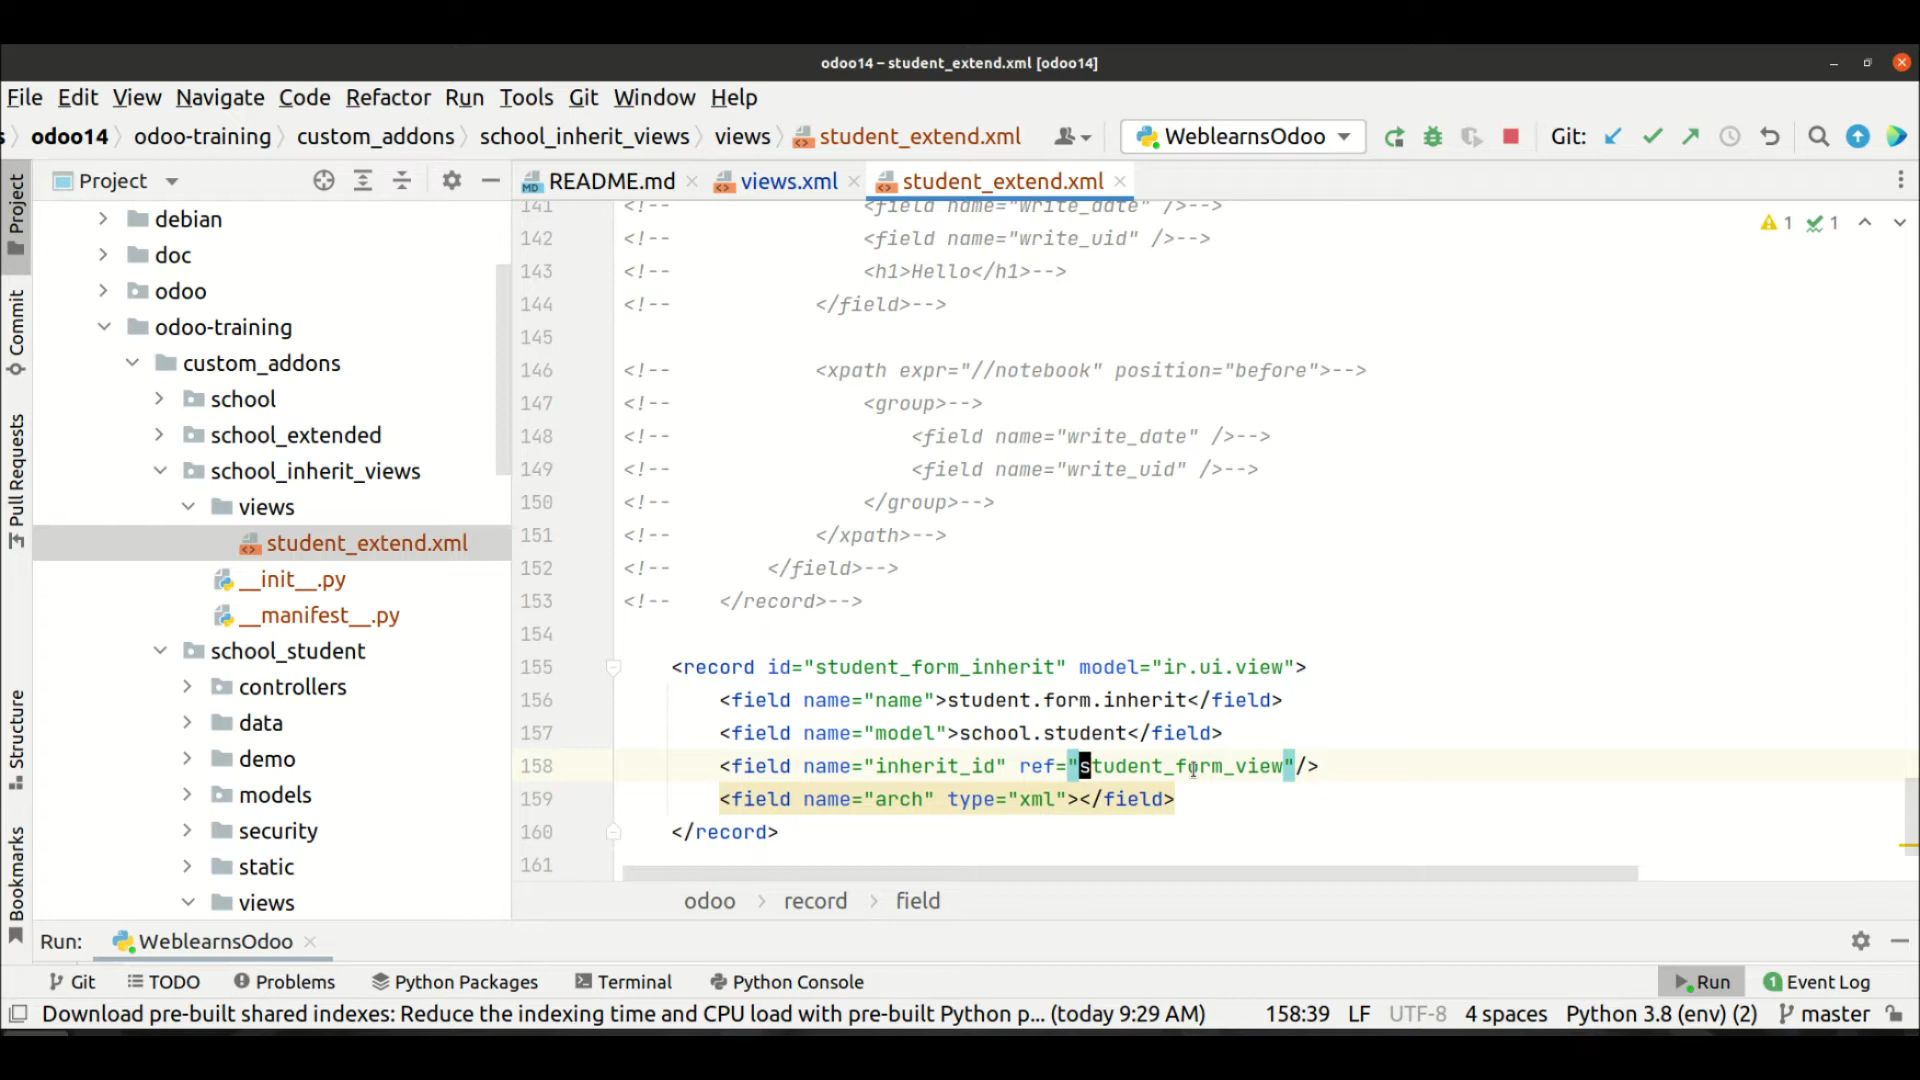 odoo14 – student_extend.xml [odoo14]
File Edit View Navigate Code Refactor Run Tools Git Window Help
odoo14 odoo-training custom_addons school_inherit_views views student_extend.xml WeblearnsOdoo Git:
Project README.md views.xml student_extend.xml
debian
doc
odoo
odoo-training
custom_addons
school
school_extended
school_inherit_views
views
student_extend.xml
__init__.py
__manifest__.py
school_student
controllers
data
demo
models
security
static
views
Project
Commit
Pull Requests
Structure
Bookmarks
141 <!-- <field name="write_date" />-->
142 <!-- <field name="write_uid" />-->
143 <!-- <h1>Hello</h1>-->
144 <!-- </field>-->
145
146 <!-- <xpath expr="//notebook" position="before">-->
147 <!-- <group>-->
148 <!-- <field name="write_date" />-->
149 <!-- <field name="write_uid" />-->
150 <!-- </group>-->
151 <!-- </xpath>-->
152 <!-- </field>-->
153 <!-- </record>-->
154
155 <record id="student_form_inherit" model="ir.ui.view">
156 <field name="name">student.form.inherit</field>
157 <field name="model">school.student</field>
158 <field name="inherit_id" ref="student_form_view"/>
159 <field name="arch" type="xml"></field>
160 </record>
161
1 1
odoo record field
Run: WeblearnsOdoo
Git TODO Problems Python Packages Terminal Python Console Run 1 Event Log
Download pre-built shared indexes: Reduce the indexing time and CPU load with pre-built Python p... (today 9:29 AM) 158:39 LF UTF-8 4 spaces Python 3.8 (env) (2) master